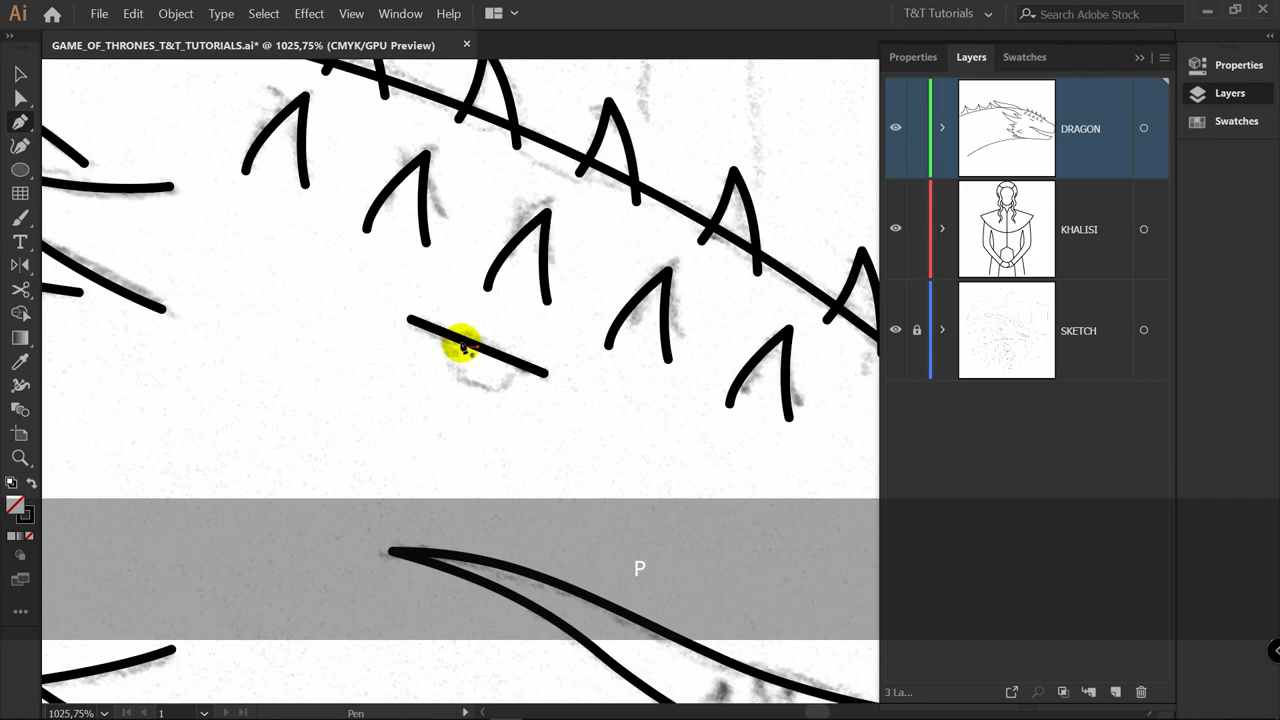 Ai
File Edit Object Type Select Effect View Window Help
T&T Tutorials
Search Adobe Stock
GAME_OF_THRONES_T&T_TUTORIALS.ai* @ 1025,75% (CMYK/GPU Preview)
Properties Layers Swatches
DRAGON
KHALISI
SKETCH
Properties
Layers
Swatches
P
3 La...
1025,75% 1 Pen